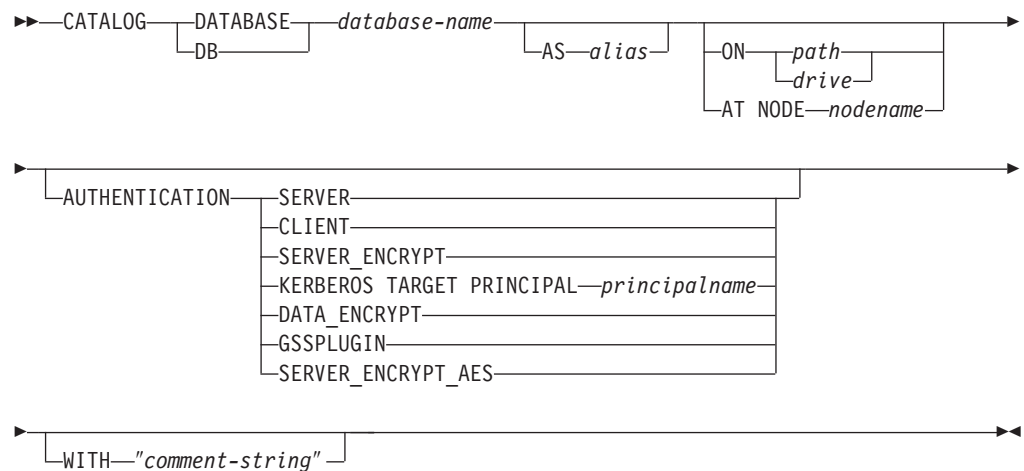 CATALOG DATABASE database-name AS alias ON path
DB drive
AT NODE nodename
AUTHENTICATION SERVER
CLIENT
SERVER_ENCRYPT
KERBEROS TARGET PRINCIPAL principalname
DATA_ENCRYPT
GSSPLUGIN
SERVER_ENCRYPT_AES
WITH "comment-string"